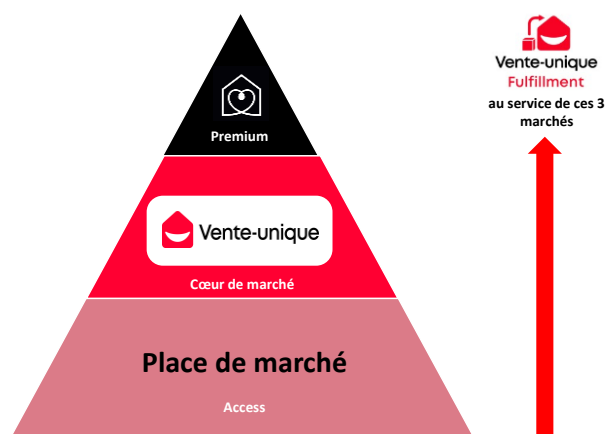 Vente-unique
Fulfillment
au service de ces 3
marchés
Premium
Vente-unique
Cœur de marché
Place de marché
Access